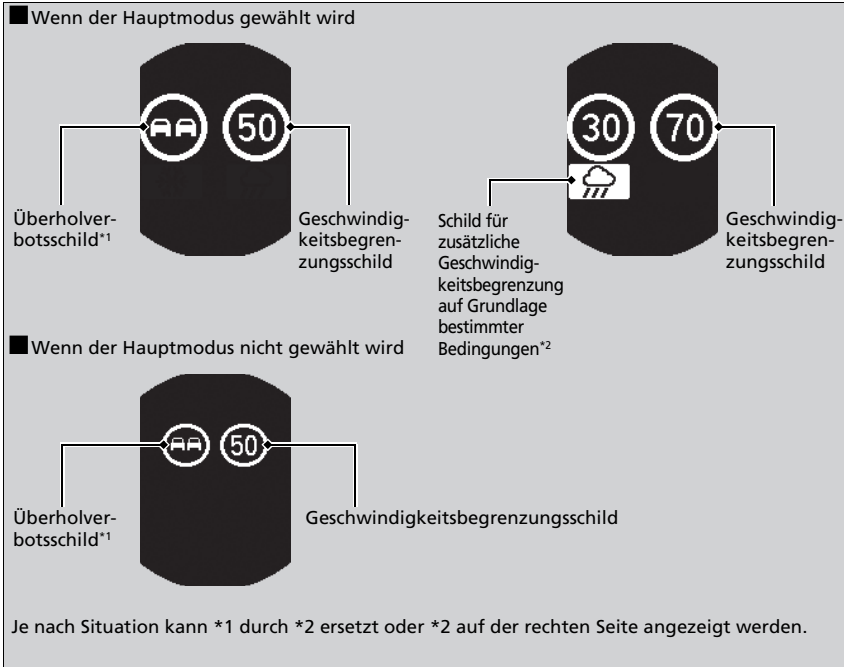 ■Wenn der Hauptmodus gewählt wird
50
30
70
Überholver-
botsschild*1
Geschwindig-
keitsbegren-
zungsschild
Schild für
zusätzliche
Geschwindig-
keitsbegrenzung
auf Grundlage
bestimmter
Bedingungen*2
Geschwindig-
keitsbegren-
zungsschild
■Wenn der Hauptmodus nicht gewählt wird
50
Überholver-
botsschild*1
Geschwindigkeitsbegrenzungsschild
Je nach Situation kann *1 durch *2 ersetzt oder *2 auf der rechten Seite angezeigt werden.